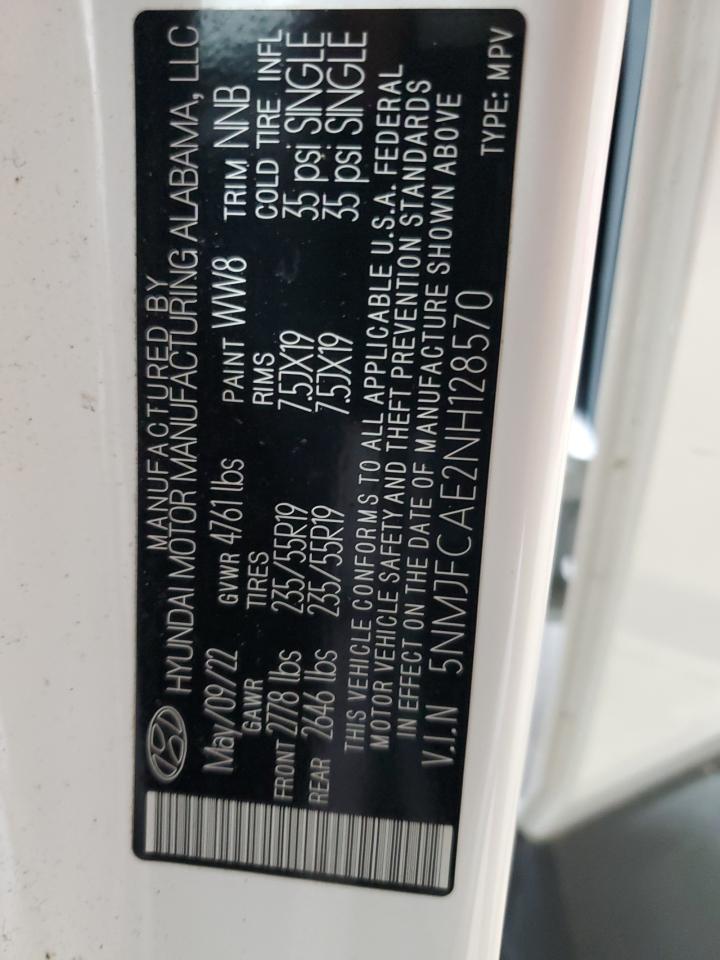 MANUFACTURED BY
HYUNDAI MOTOR MANUFACTURING ALABAMA, LLC
May/09/22 GVWR 4761 lbs PAINT WW8 TRIM NNB
GAWR TIRES RIMS COLD TIRE INFL
FRONT 2778 lbs 235/55R19 7.5JX19 35 psi SINGLE
REAR 2646 lbs 235/55R19 7.5JX19 35 psi SINGLE
THIS VEHICLE CONFORMS TO ALL APPLICABLE U.S.A. FEDERAL
MOTOR VEHICLE SAFETY AND THEFT PREVENTION STANDARDS
IN EFFECT ON THE DATE OF MANUFACTURE SHOWN ABOVE
V.I.N 5NMJFCAE2NH128570 TYPE: MPV